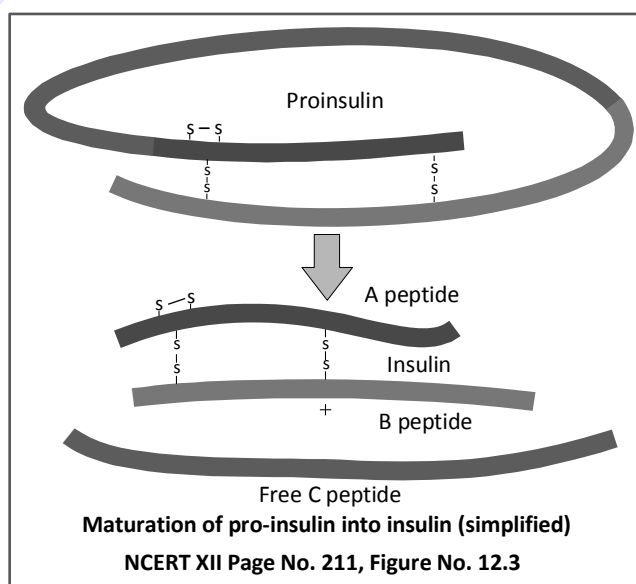 Proinsulin
S – S
S
S
S
S
A peptide
S – S
S
S
S
S
Insulin
+
B peptide
Free C peptide
Maturation of pro-insulin into insulin (simplified)
NCERT XII Page No. 211, Figure No. 12.3